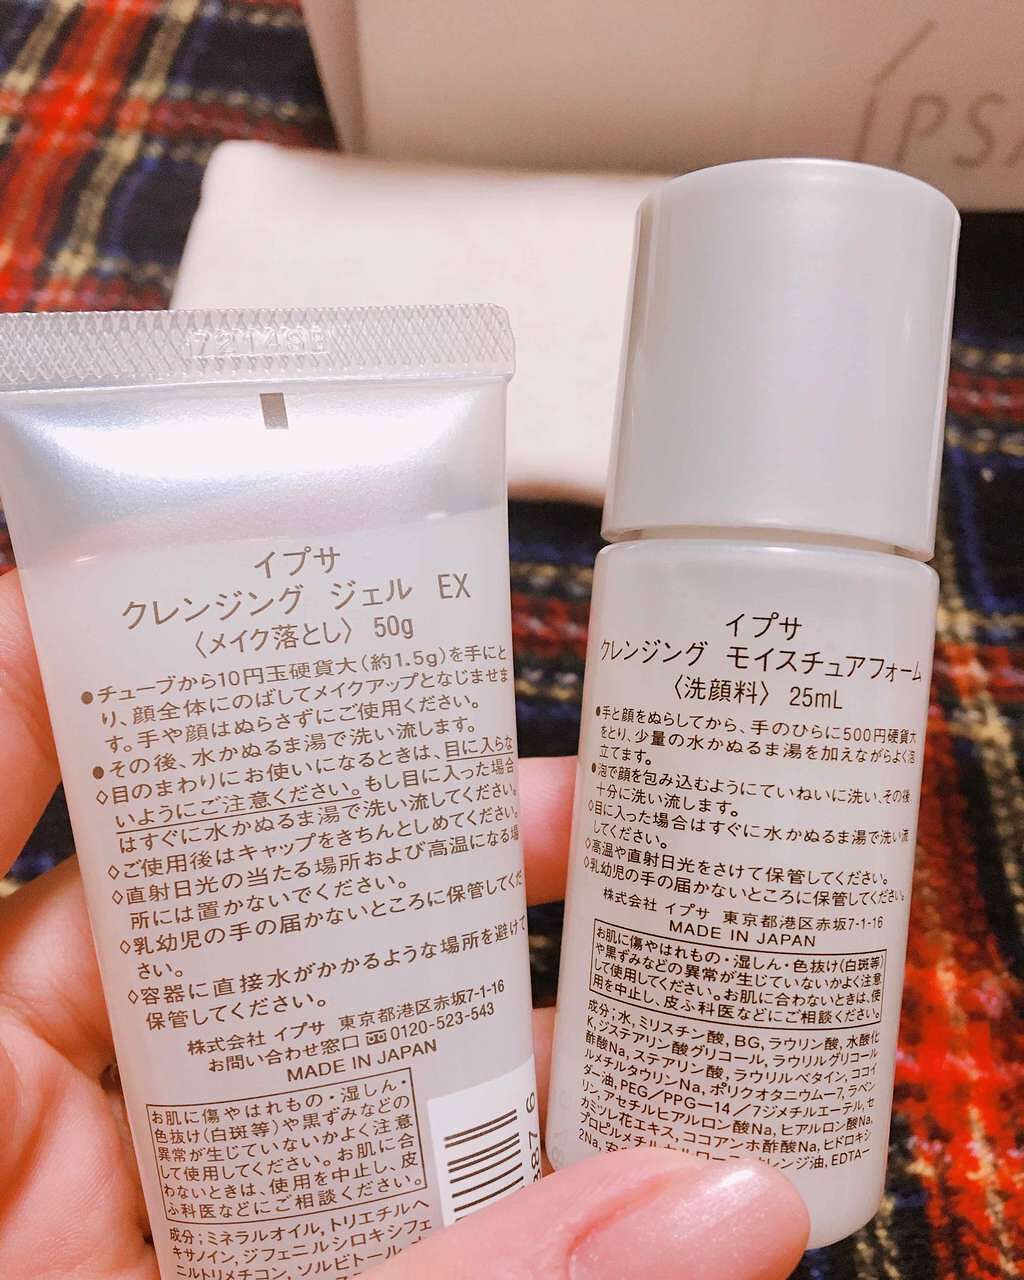 ipsa
7214SB
イプサ
クレンジング ジェル EX
〈メイク落とし〉 50g
●チューブから10円玉硬貨大(約1.5g)を手にと
り、顔全体にのばしてメイクアップとなじませま
す。手や顔はぬらさずにご使用ください。
●その後、水かぬるま湯で洗い流します。
◇目のまわりにお使いになるときは、目に入らな
いようにご注意ください。もし目に入った場合
はすぐに水かぬるま湯で洗い流してください。
◇ご使用後はキャップをきちんとしめてください。
◇直射日光の当たる場所および高温になる場
所には置かないでください。
◇乳幼児の手の届かないところに保管してくだ
さい。
◇容器に直接水がかかるような場所を避けて
保管してください。
株式会社 イプサ 東京都港区赤坂7-1-16
お問い合わせ窓口 0120-523-543
MADE IN JAPAN
お肌に傷やはれもの・湿しん・
色抜け(白斑等)や黒ずみなどの
異常が生じていないかよく注意
して使用してください。お肌に合
わないときは、使用を中止し、皮
ふ科医などにご相談ください。
成分;ミネラルオイル,トリエチルヘ
キサノイン,ジフェニルシロキシフェ
ニルトリメチコン,ソルビトール,
イプサ
クレンジング モイスチュアフォーム
〈洗顔料〉 25mL
●手と顔をぬらしてから、手のひらに500円硬貨大
をとり、少量の水かぬるま湯を加えながらよく泡
立てます。
●泡で顔を包み込むようにていねいに洗い、その後、
十分に洗い流します。
◇目に入った場合はすぐに水かぬるま湯で洗い流
してください。
◇高温や直射日光をさけて保管してください。
◇乳幼児の手の届かないところに保管してください。
株式会社 イプサ 東京都港区赤坂7-1-16
MADE IN JAPAN
お肌に傷やはれもの・湿しん・色抜け(白斑等)
や黒ずみなどの異常が生じていないかよく注意
して使用してください。お肌に合わないときは、使
用を中止し、皮ふ科医などにご相談ください。
成分;水,ミリスチン酸,BG,ラウリン酸,水酸化
K,ジステアリン酸グリコール,ラウリルグリコール
酢酸Na,ステアリン酸,ラウリルベタイン,ココイ
ルメチルタウリンNa,ポリクオタニウム-7,ラベン
ダー油,PEG/PPG-14/7ジメチルエーテル,セ
リン,アセチルヒアルロン酸Na,ヒアルロン酸Na,
カミツレ花エキス,ココアンホ酢酸Na,ヒドロキシ
プロピルメチルセルロース,オレンジ油,EDTA-
2Na,